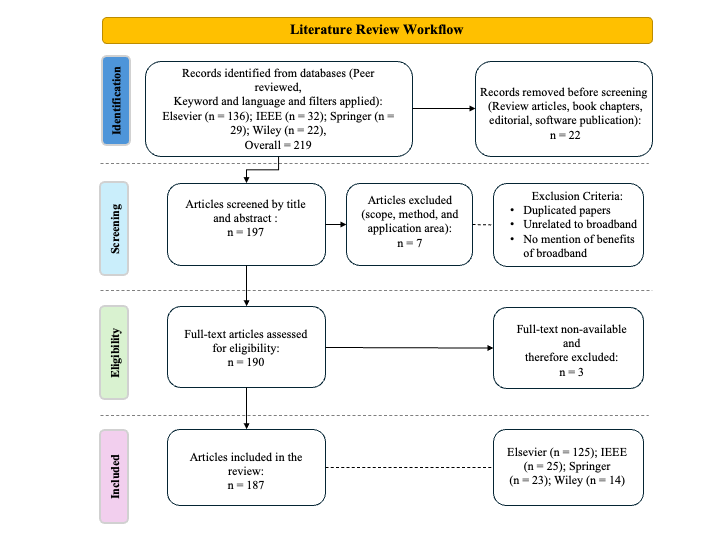 Literature Review Workflow
Identification
Records identified from databases (Peer
reviewed,
Keyword and language and filters applied):
Elsevier (n = 136); IEEE (n = 32); Springer (n =
29); Wiley (n = 22),
Overall = 219
Records removed before screening
(Review articles, book chapters,
editorial, software publication):
n = 22
Screening
Articles screened by title
and abstract :
n = 197
Articles excluded
(scope, method, and
application area):
n = 7
Exclusion Criteria:
• Duplicated papers
• Unrelated to broadband
• No mention of benefits
of broadband
Eligibility
Full-text articles assessed
for eligibility:
n = 190
Full-text non-available
and
therefore excluded:
n = 3
Included
Articles included in the
review:
n = 187
Elsevier (n = 125); IEEE
(n = 25); Springer
(n = 23); Wiley (n = 14)